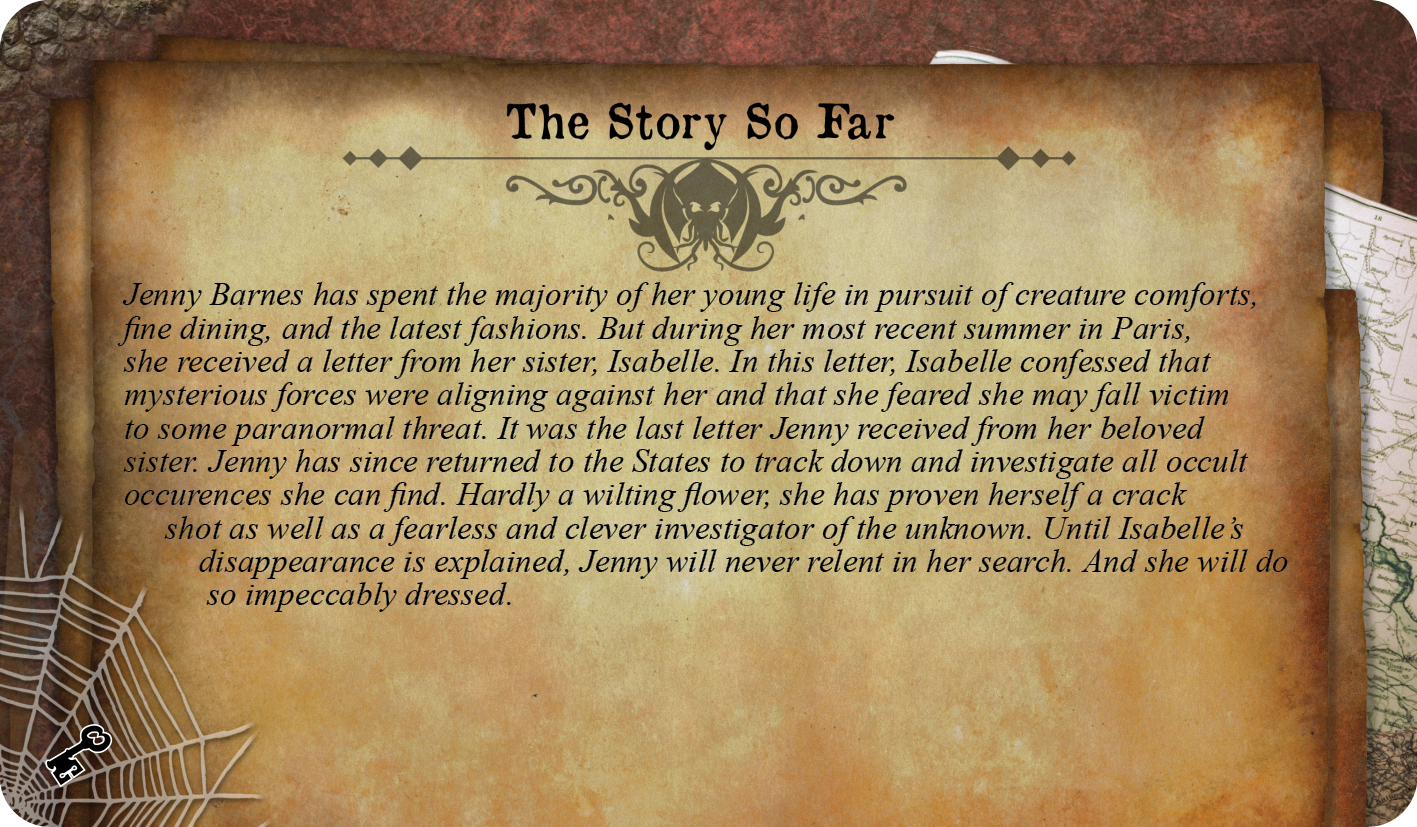 The Story So Far
Jenny Barnes has spent the majority of her young life in pursuit of creature comforts,
fine dining, and the latest fashions. But during her most recent summer in Paris,
she received a letter from her sister, Isabelle. In this letter, Isabelle confessed that
mysterious forces were aligning against her and that she feared she may fall victim
to some paranormal threat. It was the last letter Jenny received from her beloved
sister. Jenny has since returned to the States to track down and investigate all occult
occurences she can find. Hardly a wilting flower, she has proven herself a crack
shot as well as a fearless and clever investigator of the unknown. Until Isabelle’s
disappearance is explained, Jenny will never relent in her search. And she will do
so impeccably dressed.